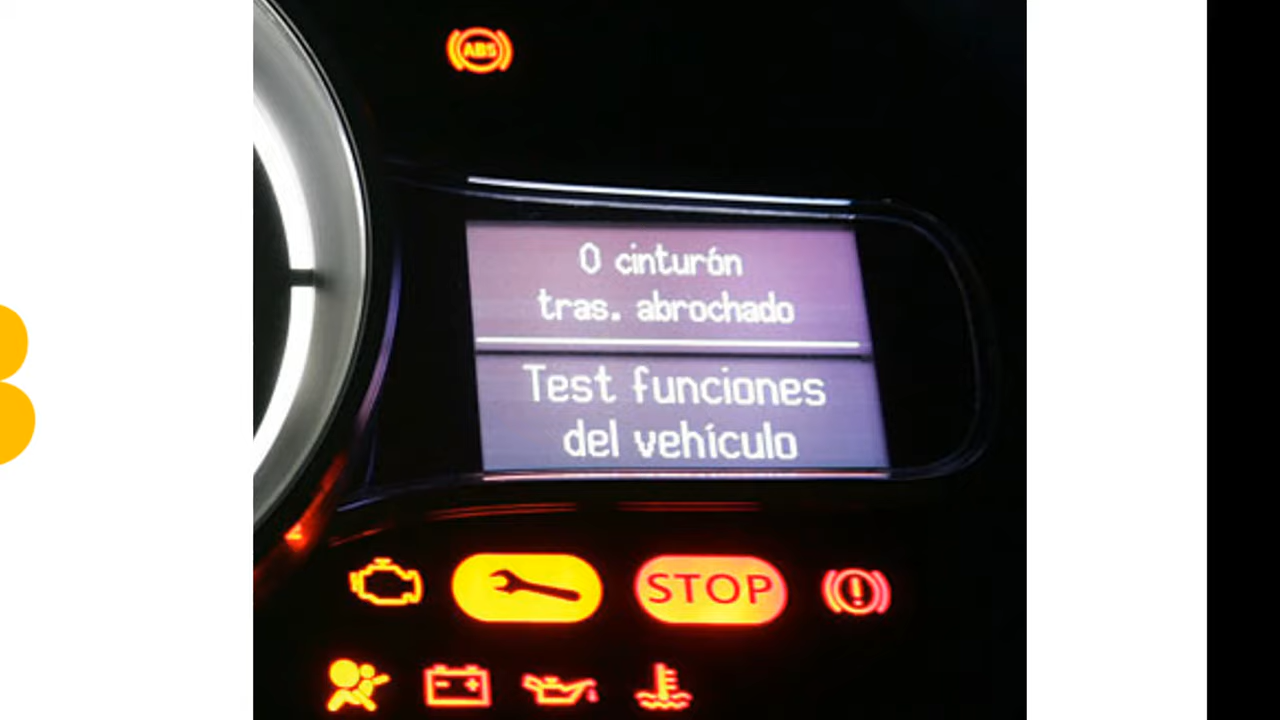 ABS
0 cinturón
tras. abrochado
Test funciones
del vehículo
STOP